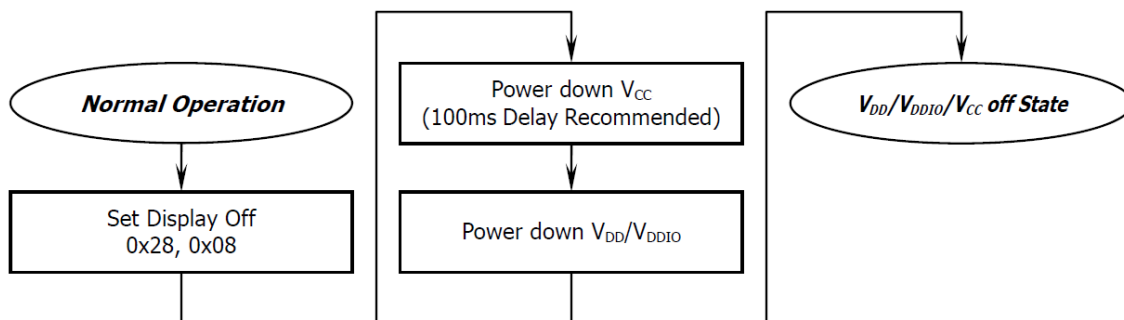 Normal Operation
Set Display Off
0x28, 0x08
Power down VCC
(100ms Delay Recommended)
Power down VDD/VDDIO
VDD/VDDIO/VCC off State